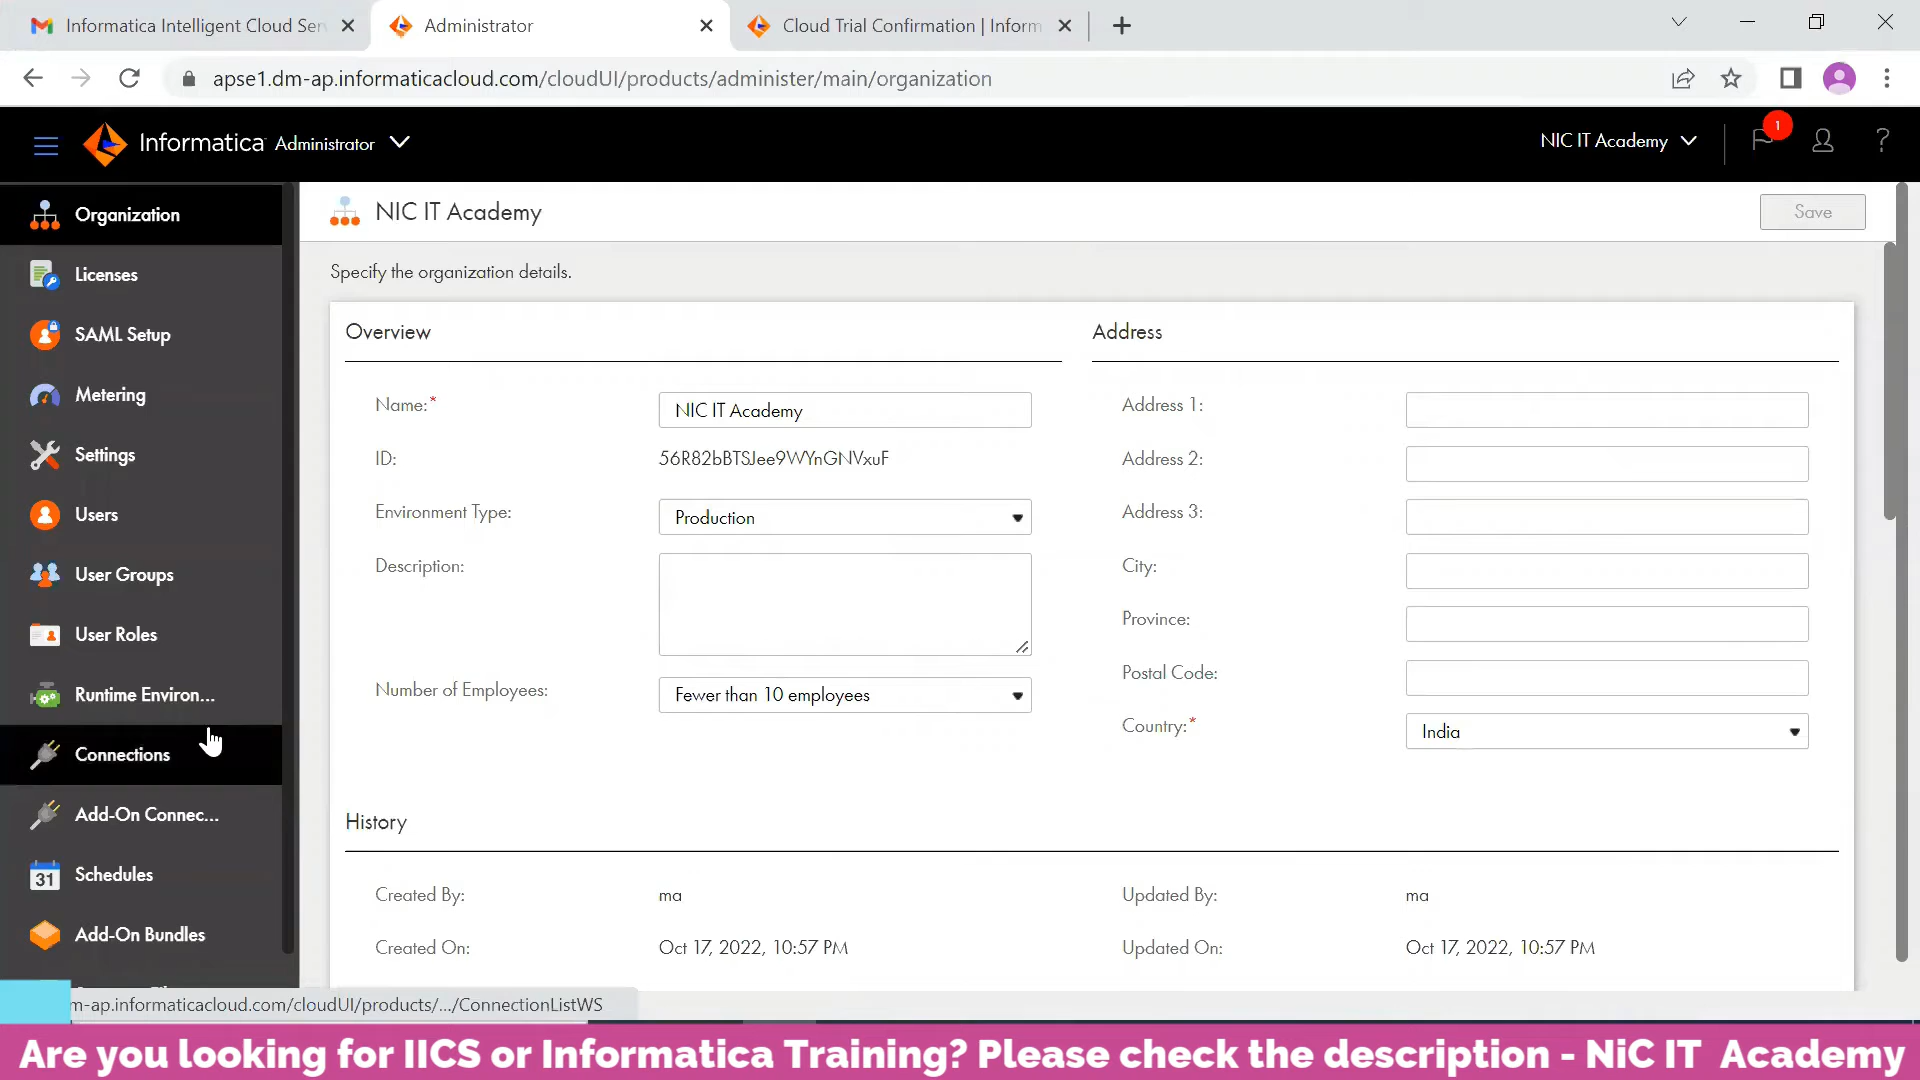 Informatica Intelligent Cloud Ser
Administrator
Cloud Trial Confirmation | Inform
apse1.dm-ap.informaticacloud.com/cloudUI/products/administer/main/organization
Informatica Administrator
NIC IT Academy
1
?
Organization
Licenses
SAML Setup
Metering
Settings
Users
User Groups
User Roles
Runtime Environ...
Connections
Add-On Connec...
31
Schedules
Add-On Bundles
NIC IT Academy
Save
Specify the organization details.
Overview
Name:*
NIC IT Academy
ID:
56R82bBTSJee9WYnGNVxuF
Environment Type:
Production
Description:
Number of Employees:
Fewer than 10 employees
Address
Address 1:
Address 2:
Address 3:
City:
Province:
Postal Code:
Country:*
India
History
Created By:
ma
Updated By:
ma
Created On:
Oct 17, 2022, 10:57 PM
Updated On:
Oct 17, 2022, 10:57 PM
m-ap.informaticacloud.com/cloudUI/products/.../ConnectionListWS
Are you looking for IICS or Informatica Training? Please check the description - NiC IT Academy